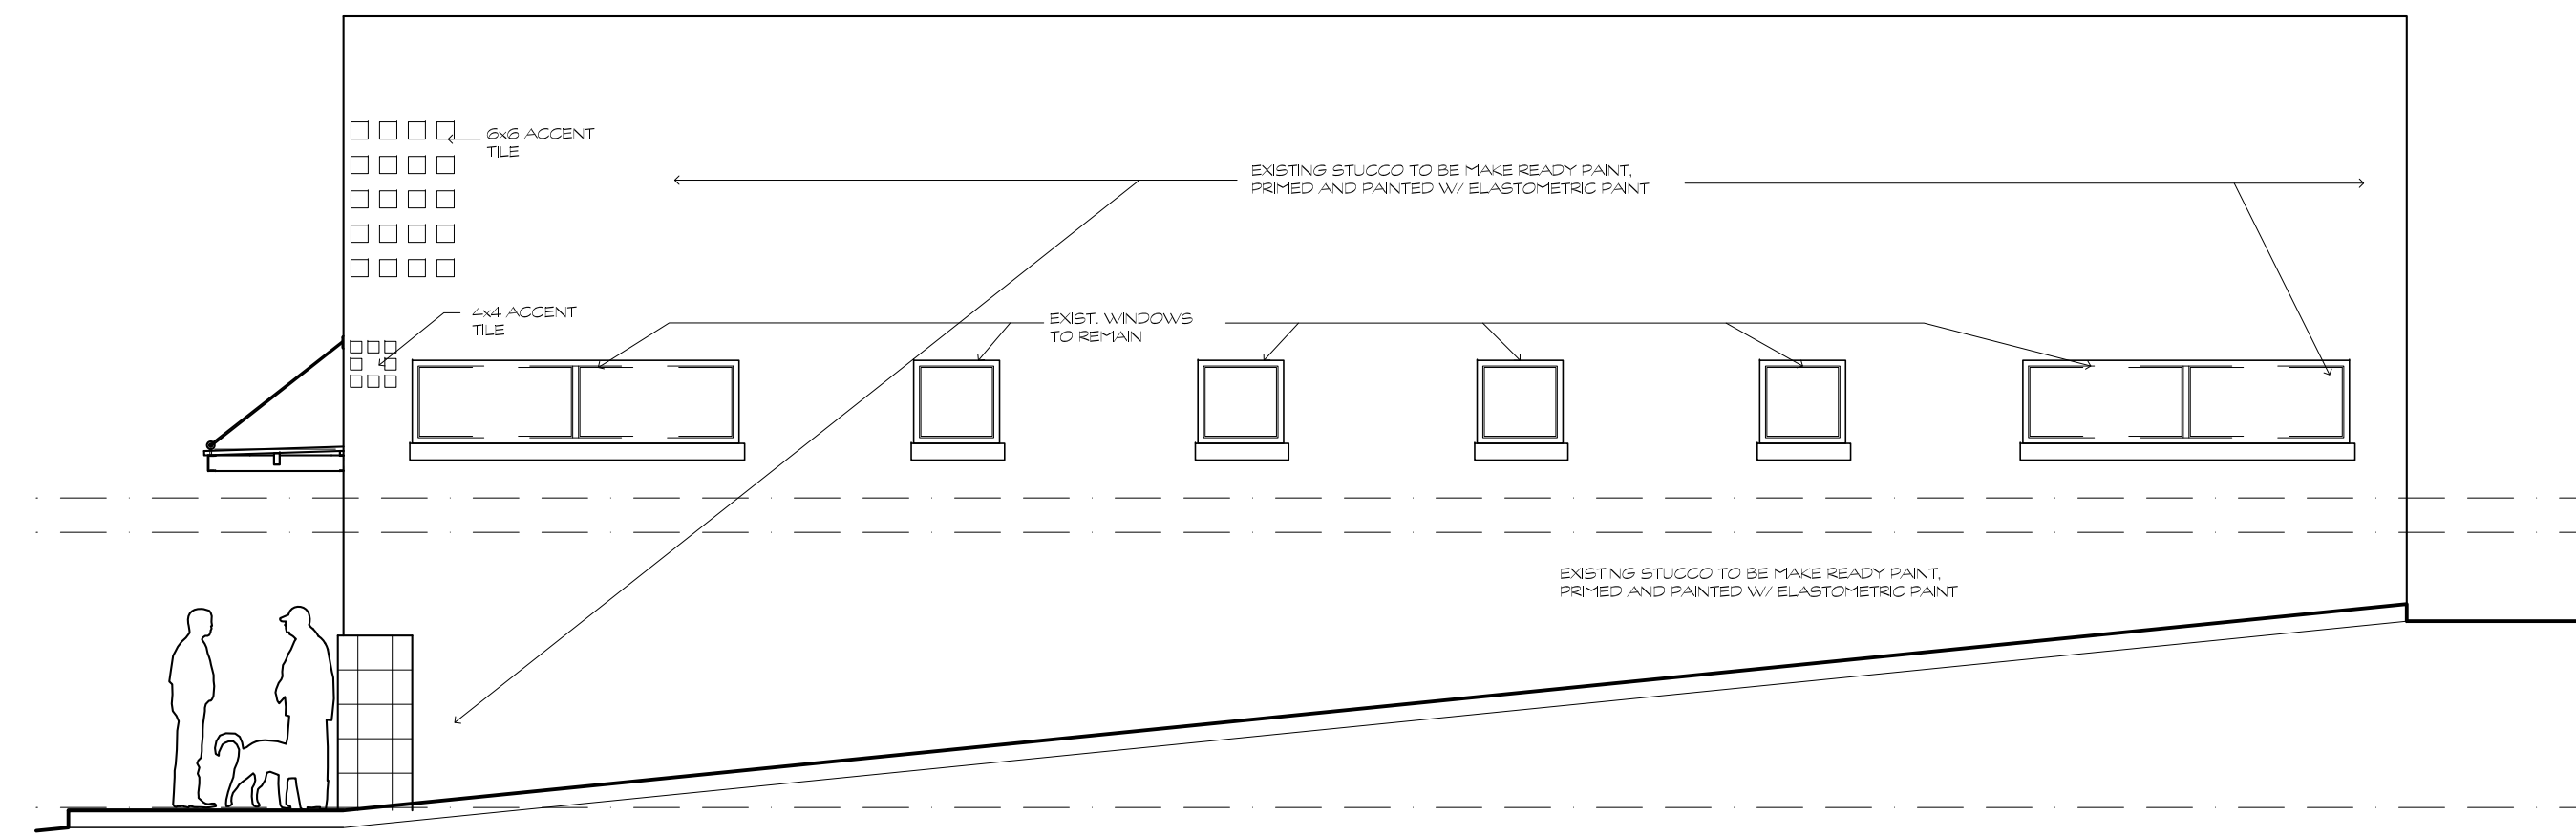 6x6 ACCENT
TILE
EXISTING STUCCO TO BE MAKE READY PAINT,
PRIMED AND PAINTED W/ ELASTOMETRIC PAINT
4x4 ACCENT
TILE
EXIST. WINDOWS
TO REMAIN
EXISTING STUCCO TO BE MAKE READY PAINT,
PRIMED AND PAINTED W/ ELASTOMETRIC PAINT